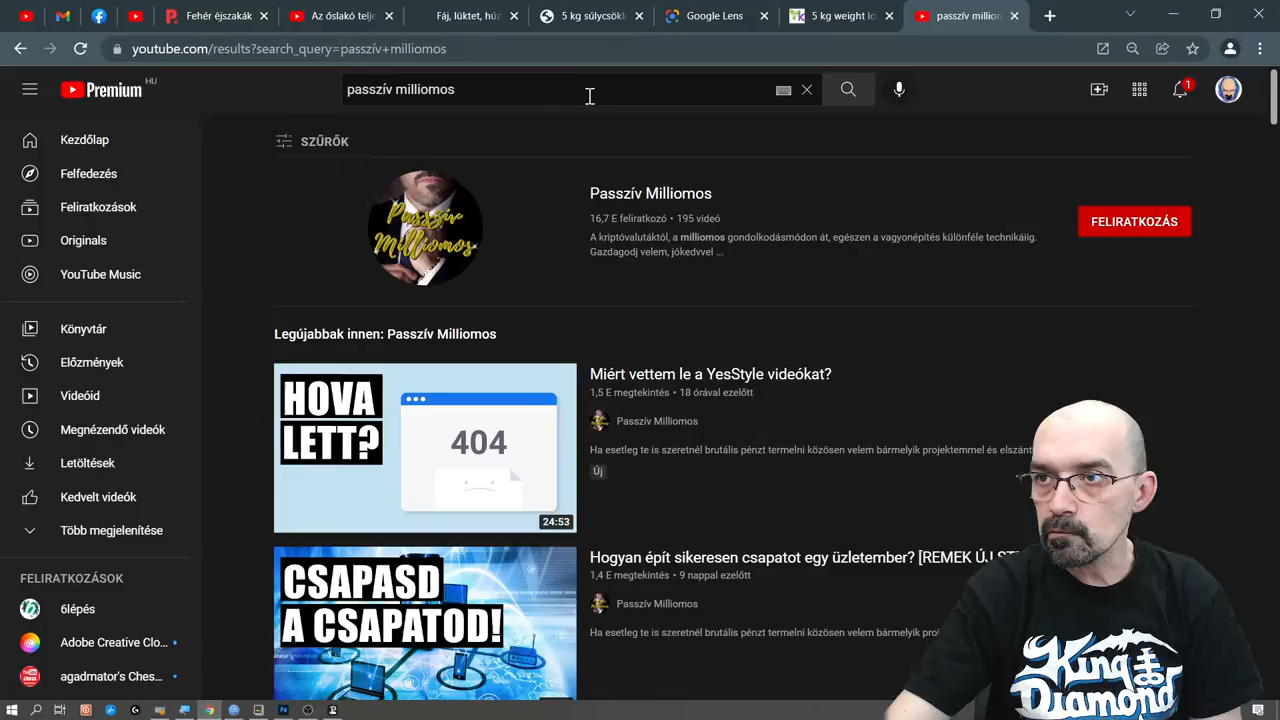 Fehér éjszakák
Az őslakó telje
Fáj, lüktet, húz
5 kg súlycsökk
Google Lens
5 kg weight lo
passzív million
youtube.com/results?search_query=passzív+milliomos
Premium HU
passzív milliomos
1
Kezdőlap
Felfedezés
Feliratkozások
Originals
YouTube Music
Könyvtár
Előzmények
Videóid
Megnézendő videók
Letöltések
Kedvelt videók
Több megjelenítése
FELIRATKOZÁSOK
6lépés
Adobe Creative Clo...
agadmator's Ches...
SZŰRŐK
Passzív Milliomos
Passzív Milliomos
16,7 E feliratkozó • 195 videó
A kriptovalutáktól, a milliomos gondolkodásmódon át, egészen a vagyonépítés különféle technikáiig.
Gazdagodj velem, jókedvvel ...
FELIRATKOZÁS
Legújabbak innen: Passzív Milliomos
HOVA
LETT?
404
24:53
Miért vettem le a YesStyle videókat?
1,5 E megtekintés • 18 órával ezelőtt
Passzív Milliomos
Ha esetleg te is szeretnél brutális pénzt termelni közösen velem bármelyik projektemmel és elszánt
Új
CSAPASD
A CSAPATOD!
Hogyan épít sikeresen csapatot egy üzletember? [REMEK ÚJ ST
1,4 E megtekintés • 9 nappal ezelőtt
Passzív Milliomos
Ha esetleg te is szeretnél brutális pénzt termelni közösen velem bármelyik proj
King
Diamond